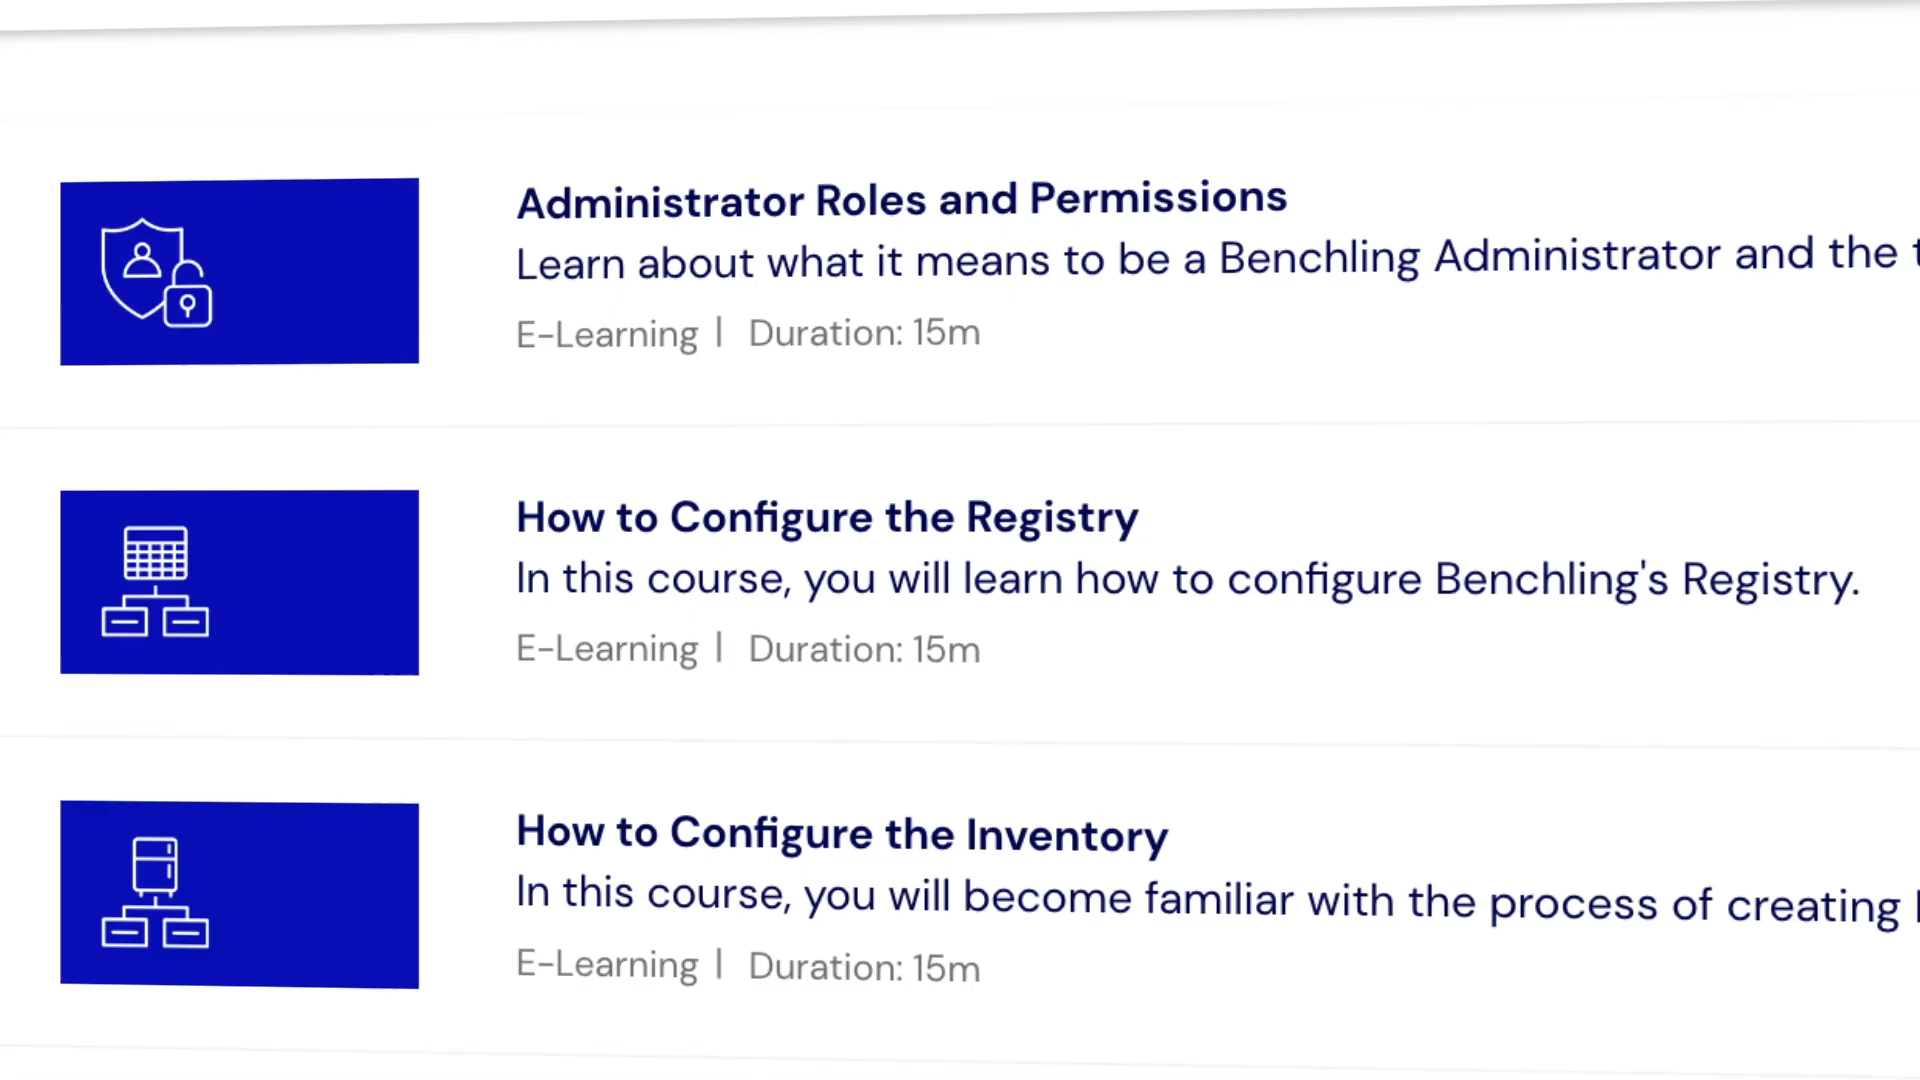 Administrator Roles and Permissions
Learn about what it means to be a Benchling Administrator and the
E-Learning | Duration: 15m
How to Configure the Registry
In this course, you will learn how to configure Benchling's Registry.
E-Learning | Duration: 15m
How to Configure the Inventory
In this course, you will become familiar with the process of creating
E-Learning | Duration: 15m